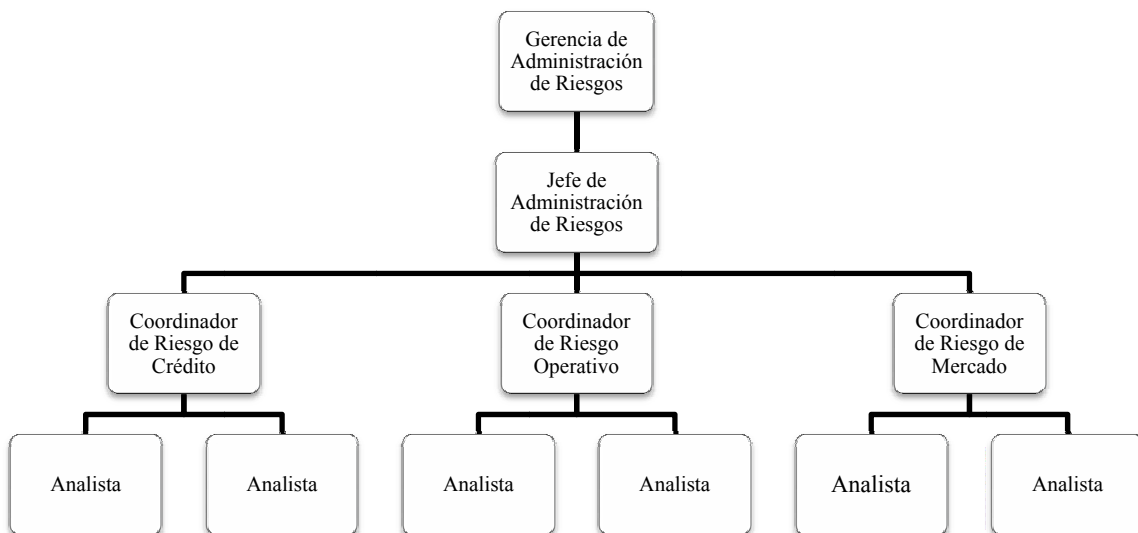 Gerencia de
Administración
de Riesgos
Jefe de
Administración
de Riesgos
Coordinador
de Riesgo de
Crédito
Coordinador
de Riesgo
Operativo
Coordinador
de Riesgo de
Mercado
Analista
Analista
Analista
Analista
Analista
Analista